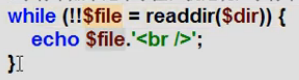 while (!!$file = readdir($dir)) {
echo $file.'<br />';
}